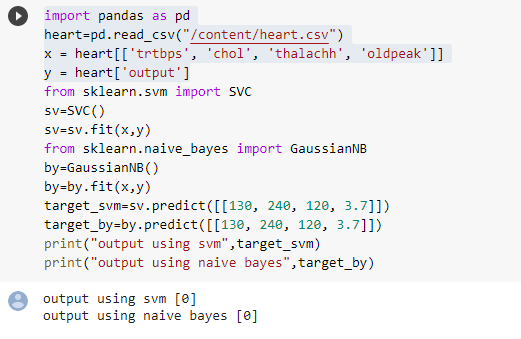 import pandas as pd
heart=pd.read_csv("/content/heart.csv")
x = heart[['trtbps', 'chol', 'thalachh', 'oldpeak']]
y = heart['output']
from sklearn.svm import SVC
sv=SVC()
sv=sv.fit(x,y)
from sklearn.naive_bayes import GaussianNB
by=GaussianNB()
by=by.fit(x,y)
target_svm=sv.predict([[130, 240, 120, 3.7]])
target_by=by.predict([[130, 240, 120, 3.7]])
print("output using svm",target_svm)
print("output using naive bayes",target_by)
output using svm [0]
output using naive bayes [0]